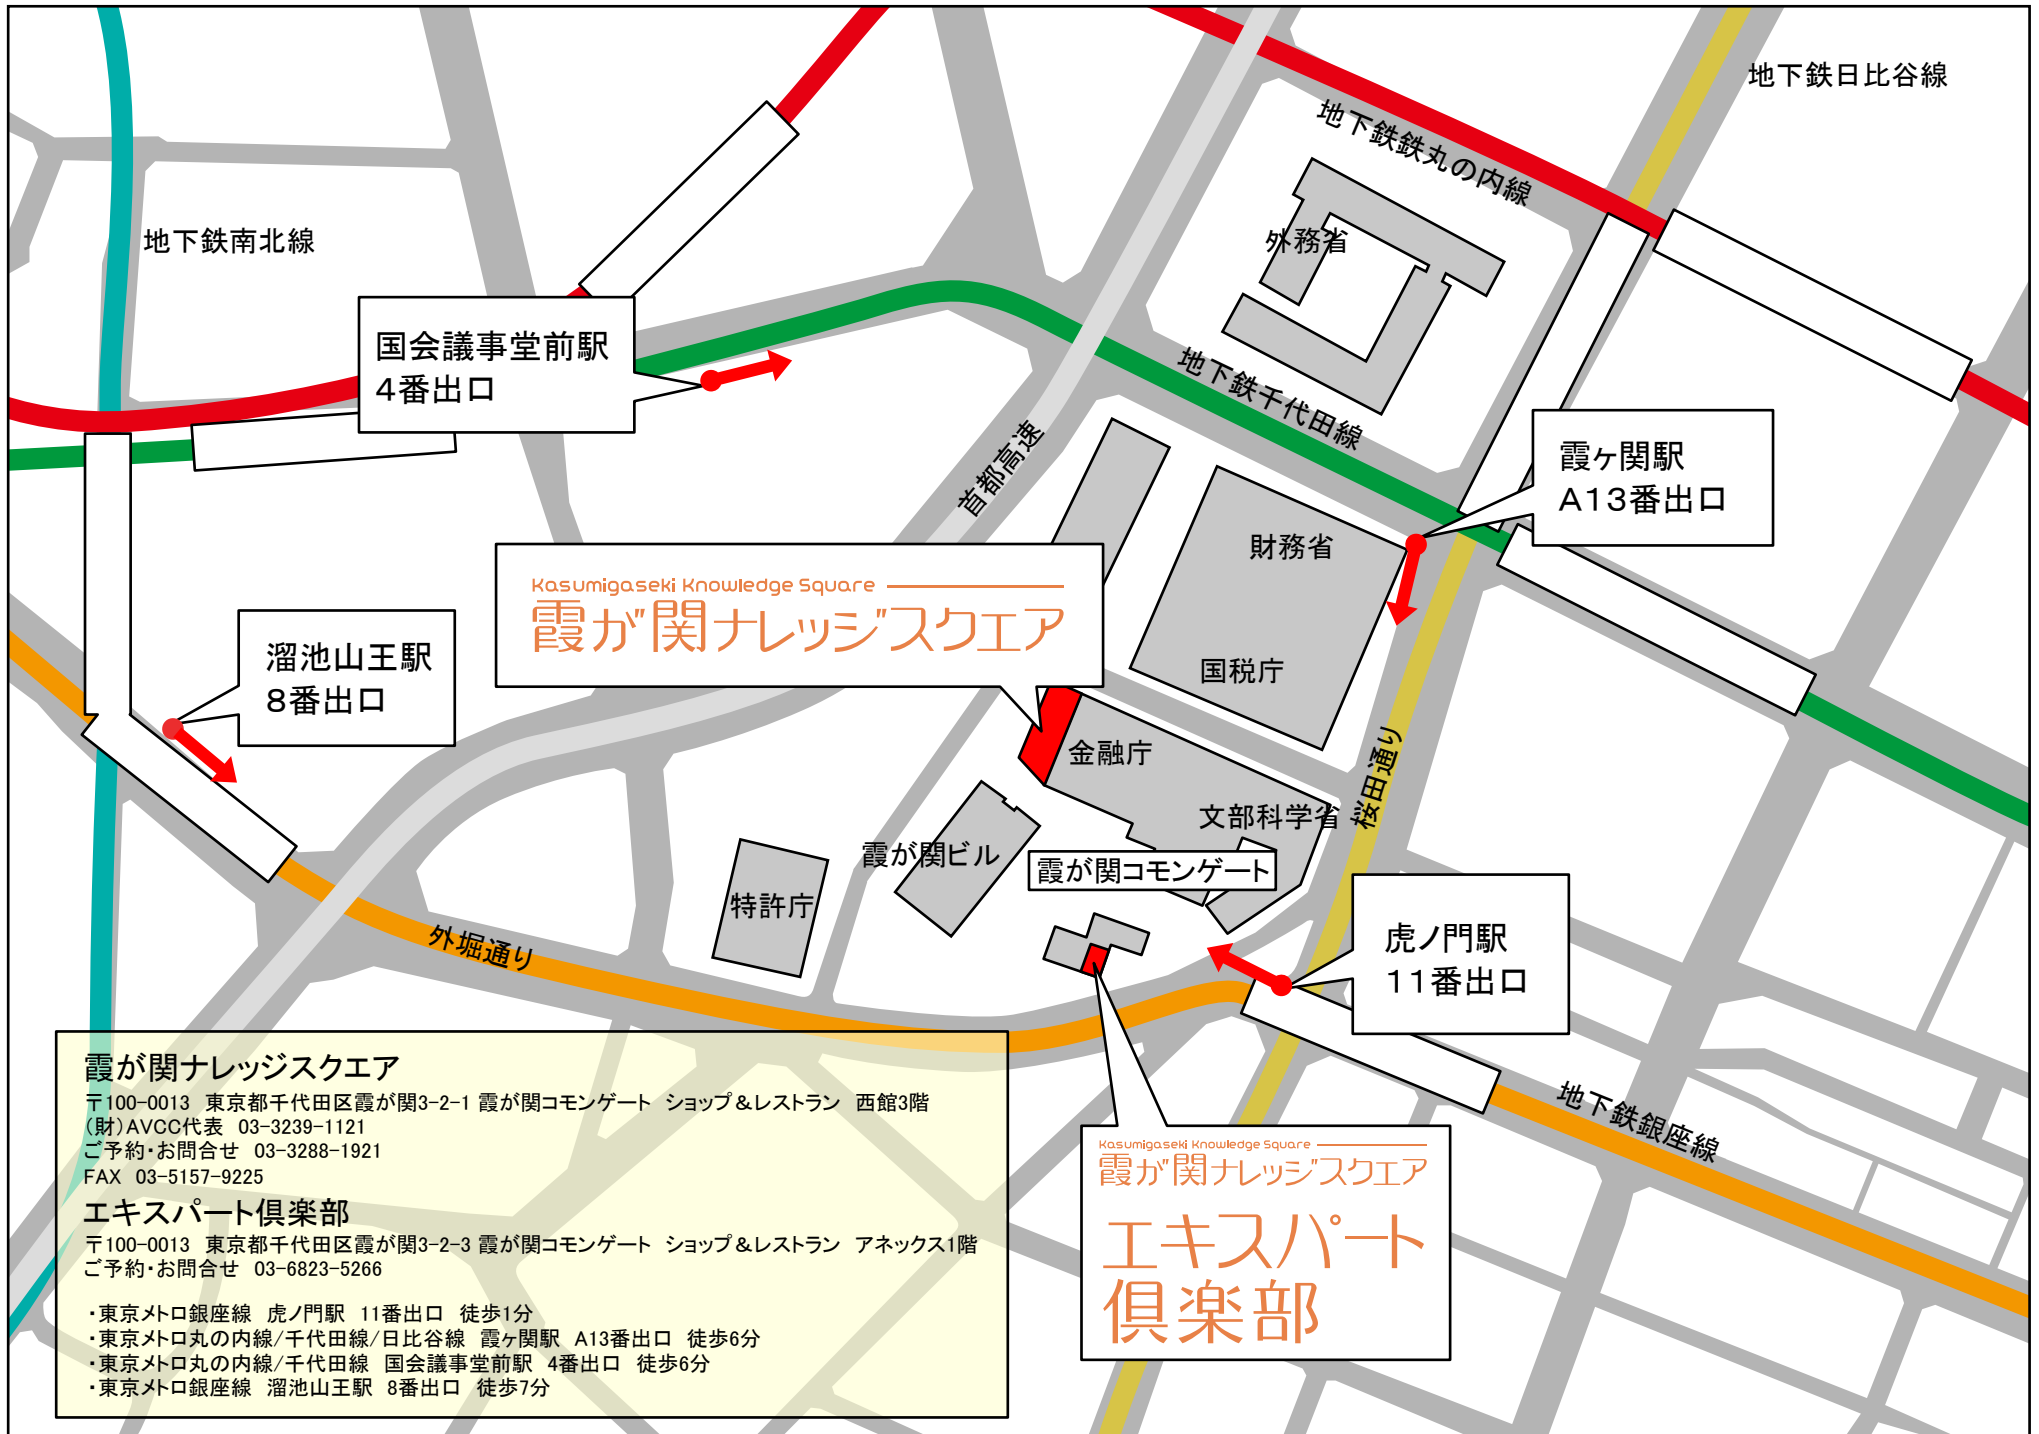 地下鉄日比谷線
地下鉄鉄丸の内線
地下鉄南北線
外務省
国会議事堂前駅
4番出口
地下鉄千代田線
首都高速
霞ヶ関駅
A13番出口
財務省
Kasumigaseki Knowledge Square
霞が関ナレッジスクエア
溜池山王駅
8番出口
国税庁
金融庁
桜田通り
文部科学省
霞が関ビル
霞が関コモンゲート
特許庁
外堀通り
虎ノ門駅
11番出口
地下鉄銀座線
霞が関ナレッジスクエア
〒100-0013 東京都千代田区霞が関3-2-1 霞が関コモンゲート ショップ&レストラン 西館3階
(財)AVCC代表 03-3239-1121
ご予約・お問合せ 03-3288-1921
FAX 03-5157-9225
エキスパート倶楽部
〒100-0013 東京都千代田区霞が関3-2-3 霞が関コモンゲート ショップ&レストラン アネックス1階
ご予約・お問合せ 03-6823-5266
・東京メトロ銀座線 虎ノ門駅 11番出口 徒歩1分
・東京メトロ丸の内線/千代田線/日比谷線 霞ヶ関駅 A13番出口 徒歩6分
・東京メトロ丸の内線/千代田線 国会議事堂前駅 4番出口 徒歩6分
・東京メトロ銀座線 溜池山王駅 8番出口 徒歩7分
Kasumigaseki Knowledge Square
霞が関ナレッジスクエア
エキスパート
倶楽部